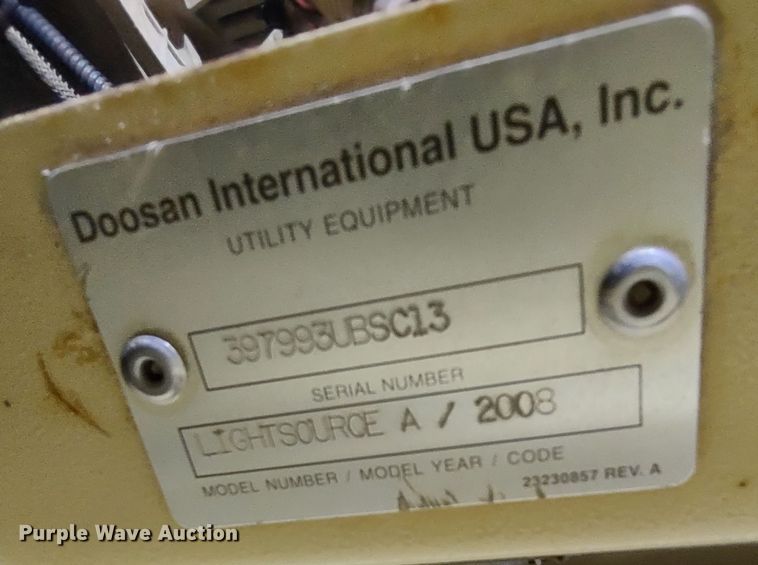 Doosan International USA, Inc.
UTILITY EQUIPMENT
397993UBSC13
SERIAL NUMBER
LIGHTSOURCE A / 2008
MODEL NUMBER / MODEL YEAR / CODE
23230857 REV. A
Purple Wave Auction